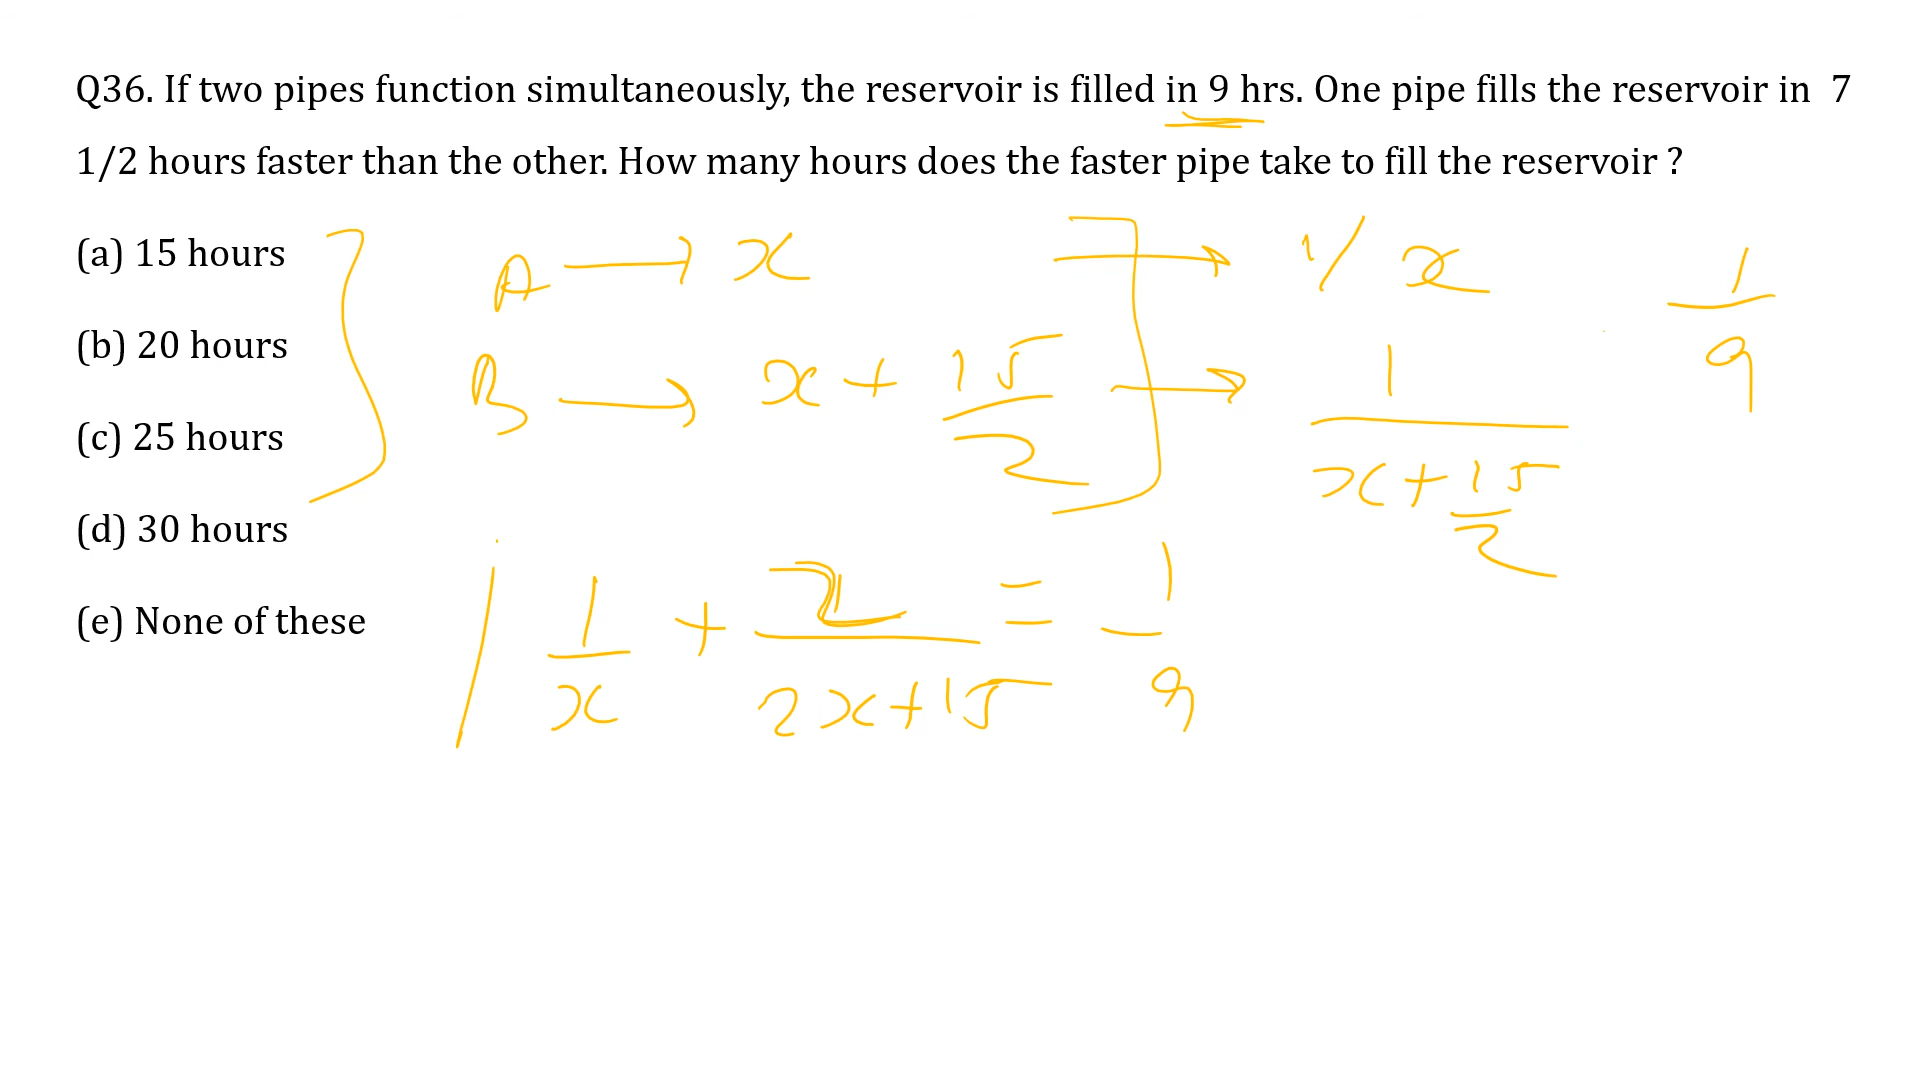 Q36. If two pipes function simultaneously, the reservoir is filled in 9 hrs. One pipe fills the reservoir in 7
1/2 hours faster than the other. How many hours does the faster pipe take to fill the reservoir ?
(a) 15 hours
(b) 20 hours
(c) 25 hours
(d) 30 hours
(e) None of these
A → x → 1/x
B → x + 15/2 → 1/(x + 15/2)
1/9
1/x + 2/(2x+15) = 1/9